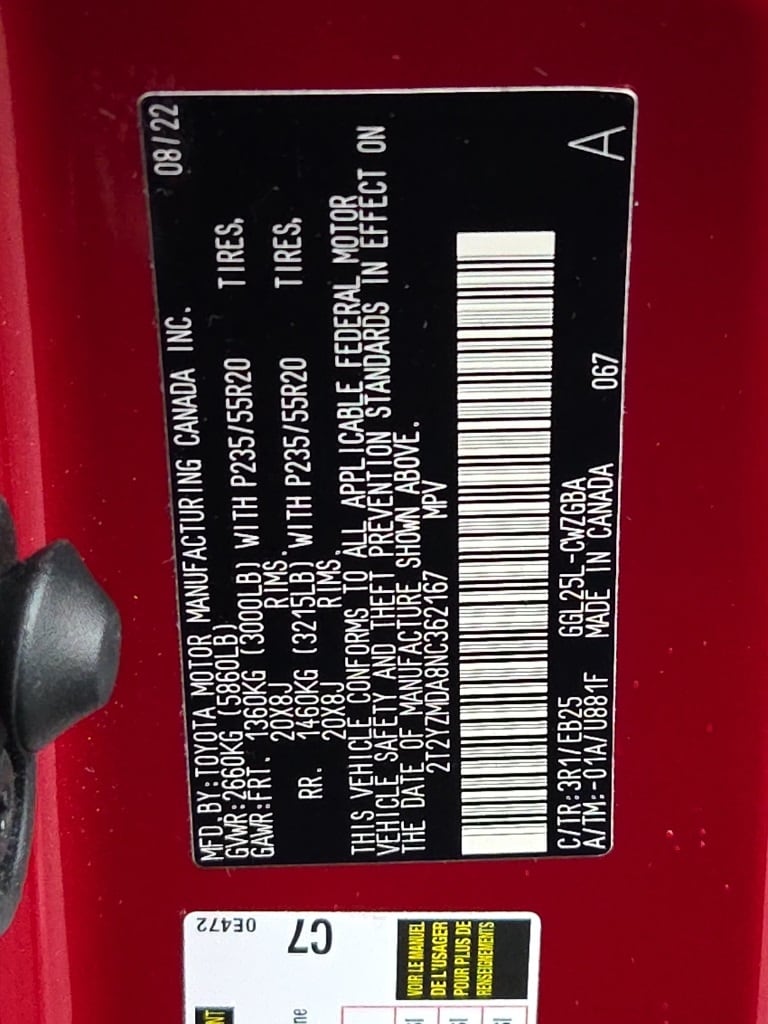 08/22
MFD.BY:TOYOTA MOTOR MANUFACTURING CANADA INC.
GVWR:2660KG (5860LB)
GAWR:FRT. 1360KG (3000LB) WITH P235/55R20 TIRES,
20X8J RIMS.
RR. 1460KG (3215LB) WITH P235/55R20 TIRES,
20X8J RIMS.
THIS VEHICLE CONFORMS TO ALL APPLICABLE FEDERAL MOTOR
VEHICLE SAFETY AND THEFT PREVENTION STANDARDS IN EFFECT ON
THE DATE OF MANUFACTURE SHOWN ABOVE.
2T2YZMDA8NC362167 MPV
C/TR:3R1/EB25 GGL25L-CWZGBA
A/TM:-01A/U881F MADE IN CANADA 067 A
0E472
C7
VOIR LE MANUEL
DE L'USAGER
POUR PLUS DE
RENSEIGNEMENTS